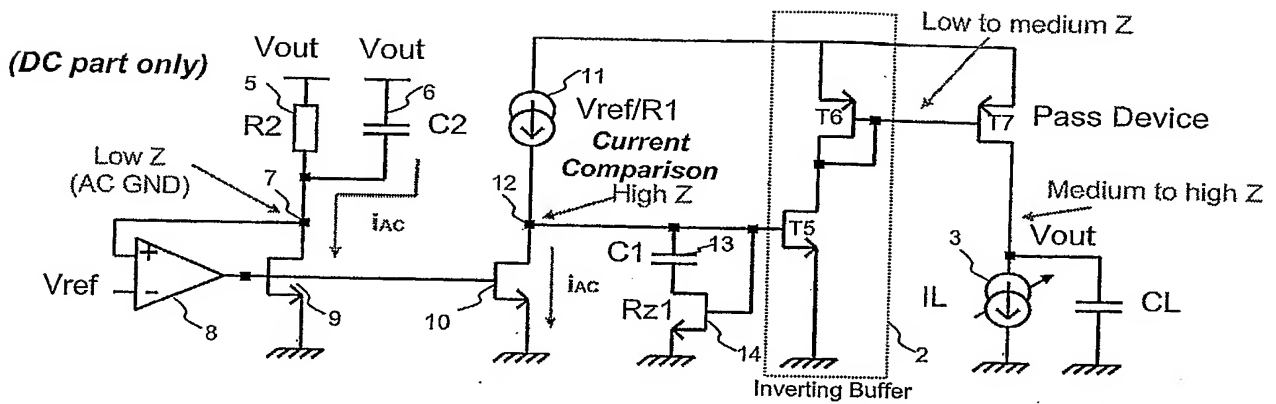 (DC part only)
Vout
Vout
5
6
R2
C2
Low Z
(AC GND)
7
iAC
+
Vref
-
8
9
11
Vref/R1
Current
Comparison
12
High Z
10
iAC
C1
13
Rz1
14
T6
T5
2
Inverting Buffer
Low to medium Z
T7
Pass Device
Medium to high Z
Vout
3
IL
CL